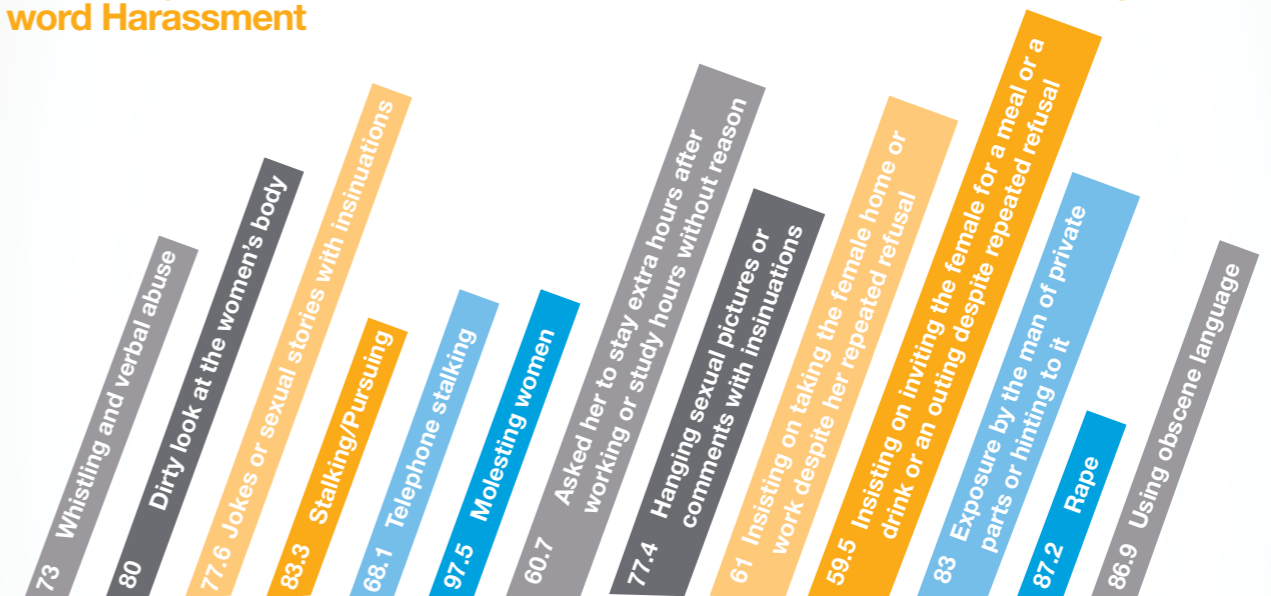 word Harassment
73 Whistling and verbal abuse
80 Dirty look at the women's body
77.6 Jokes or sexual stories with insinuations
83.3 Stalking/Pursuing
68.1 Telephone stalking
97.5 Molesting women
60.7 Asked her to stay extra hours after
working or study hours without reason
77.4 Hanging sexual pictures or
comments with insinuations
61 Insisting on taking the female home or
work despite her repeated refusal
59.5 Insisting on inviting the female for a meal or a
drink or an outing despite repeated refusal
83 Exposure by the man of private
parts or hinting to it
87.2 Rape
86.9 Using obscene language